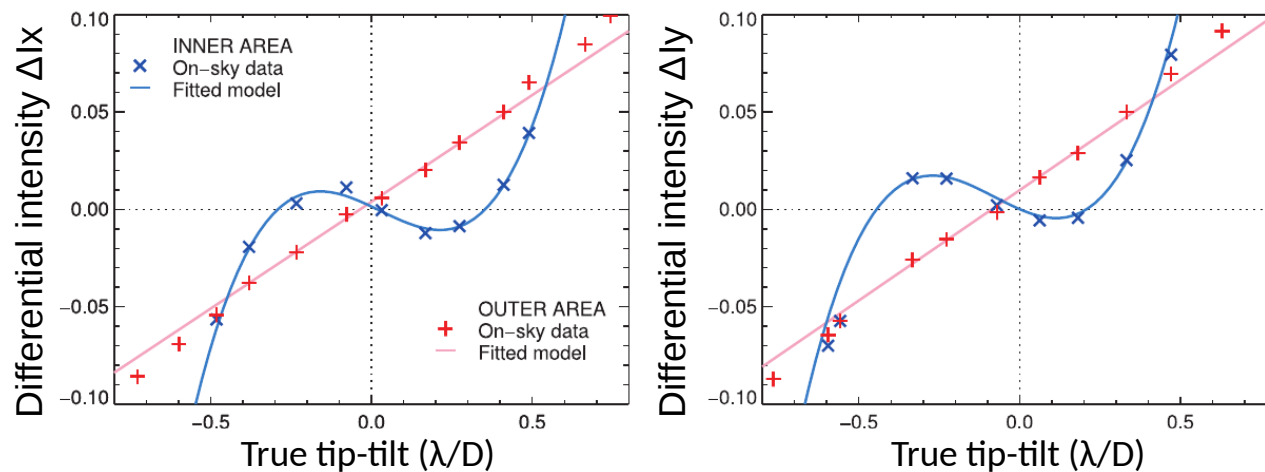 Differential intensity ΔIx
0.10
0.05
0.00
−0.05
−0.10
INNER AREA
On−sky data
Fitted model
OUTER AREA
On−sky data
Fitted model
−0.5
0.0
0.5
True tip-tilt (λ/D)
Differential intensity ΔIy
0.10
0.05
0.00
−0.05
−0.10
−0.5
0.0
0.5
True tip-tilt (λ/D)